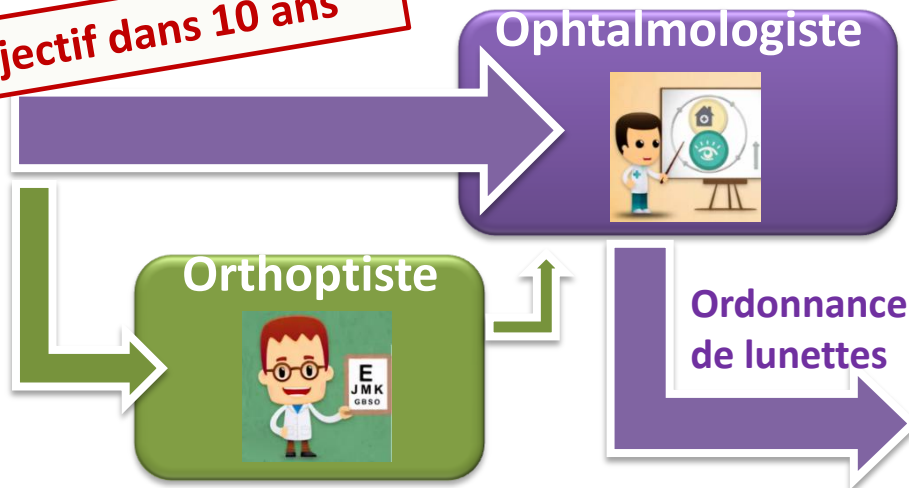 jectif dans 10 ans
Ophtalmologiste
Orthoptiste
E
JMK
GBSO
Ordonnance
de lunettes